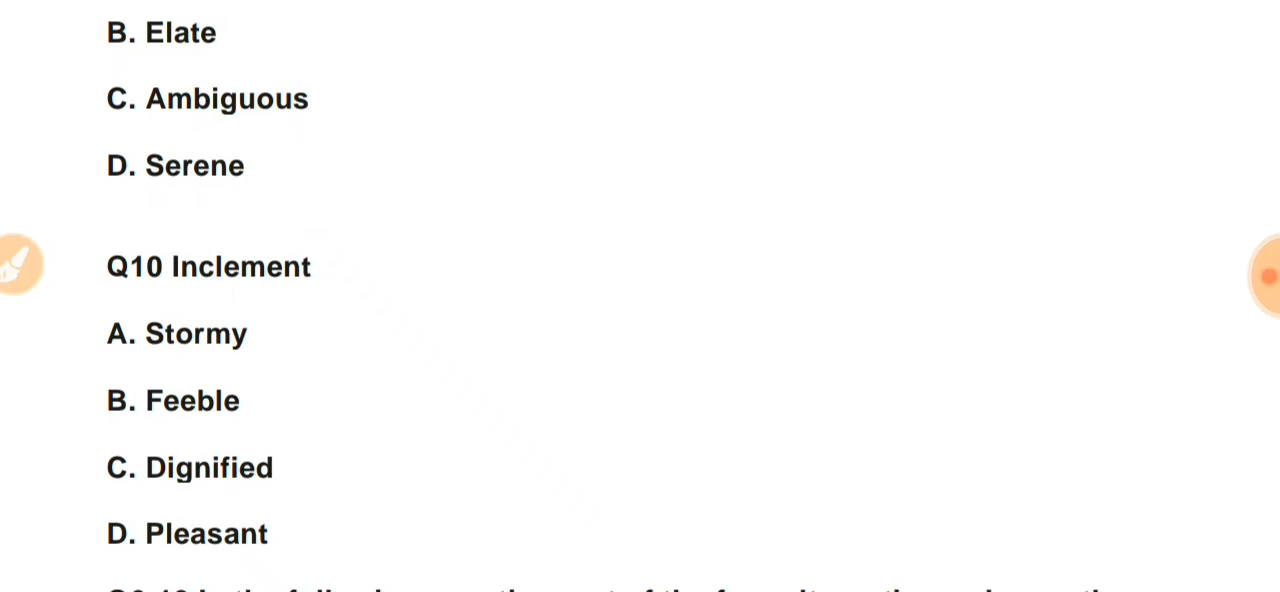 B. Elate
C. Ambiguous
D. Serene
Q10 Inclement
A. Stormy
B. Feeble
C. Dignified
D. Pleasant